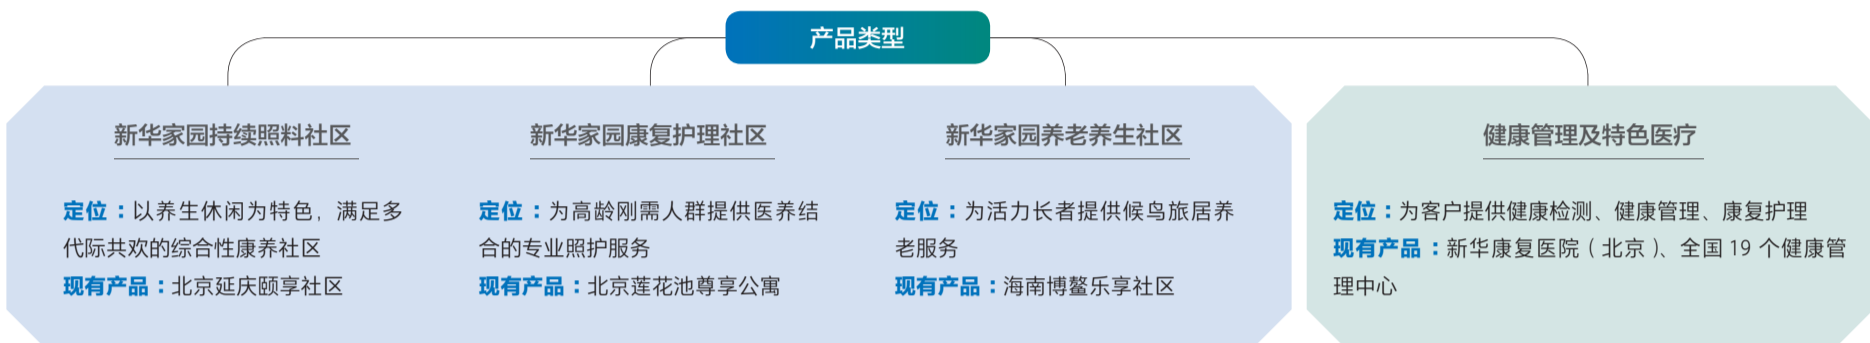 产品类型
新华家园持续照料社区
定位：以养生休闲为特色，满足多
代际共欢的综合性康养社区
现有产品：北京延庆颐享社区
新华家园康复护理社区
定位：为高龄刚需人群提供医养结
合的专业照护服务
现有产品：北京莲花池尊享公寓
新华家园养老养生社区
定位：为活力长者提供候鸟旅居养
老服务
现有产品：海南博鳌乐享社区
健康管理及特色医疗
定位：为客户提供健康检测、健康管理、康复护理
现有产品：新华康复医院（北京）、全国 19 个健康管
理中心